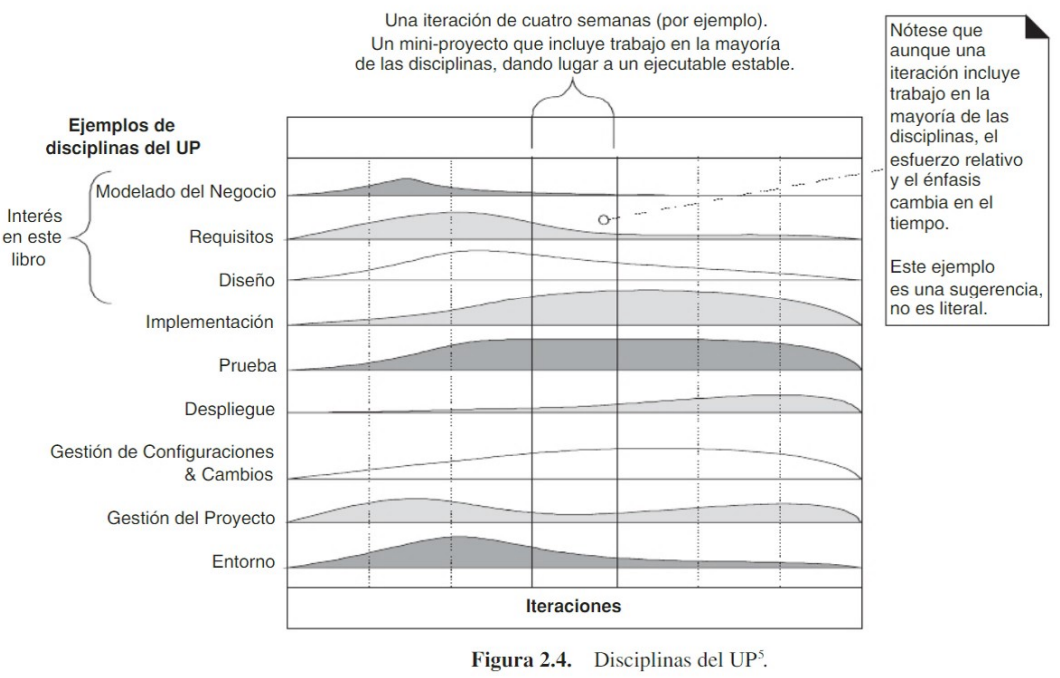 Una iteración de cuatro semanas (por ejemplo).
Un mini-proyecto que incluye trabajo en la mayoría
de las disciplinas, dando lugar a un ejecutable estable.
Nótese que
aunque una
iteración incluye
trabajo en la
mayoría de las
disciplinas, el
esfuerzo relativo
y el énfasis
cambia en el
tiempo.
Este ejemplo
es una sugerencia,
no es literal.
Ejemplos de
disciplinas del UP
Interés
en este
libro
Modelado del Negocio
Requisitos
Diseño
Implementación
Prueba
Despliegue
Gestión de Configuraciones
& Cambios
Gestión del Proyecto
Entorno
Iteraciones
Figura 2.4. Disciplinas del UP⁵.